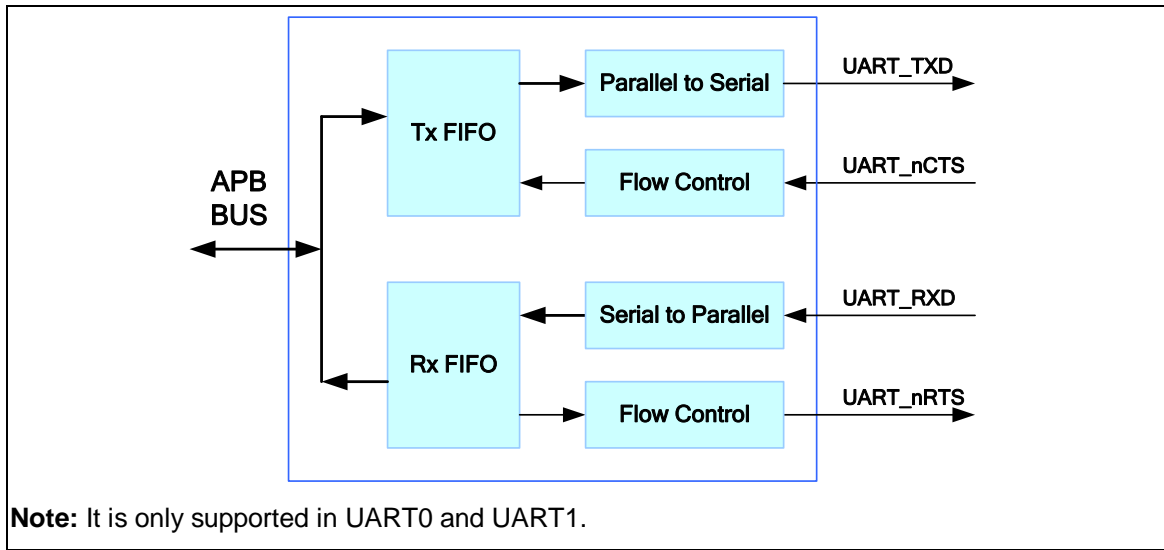 APB
BUS
Tx FIFO
Parallel to Serial
UART_TXD
Flow Control
UART_nCTS
Rx FIFO
Serial to Parallel
UART_RXD
Flow Control
UART_nRTS
Note: It is only supported in UART0 and UART1.